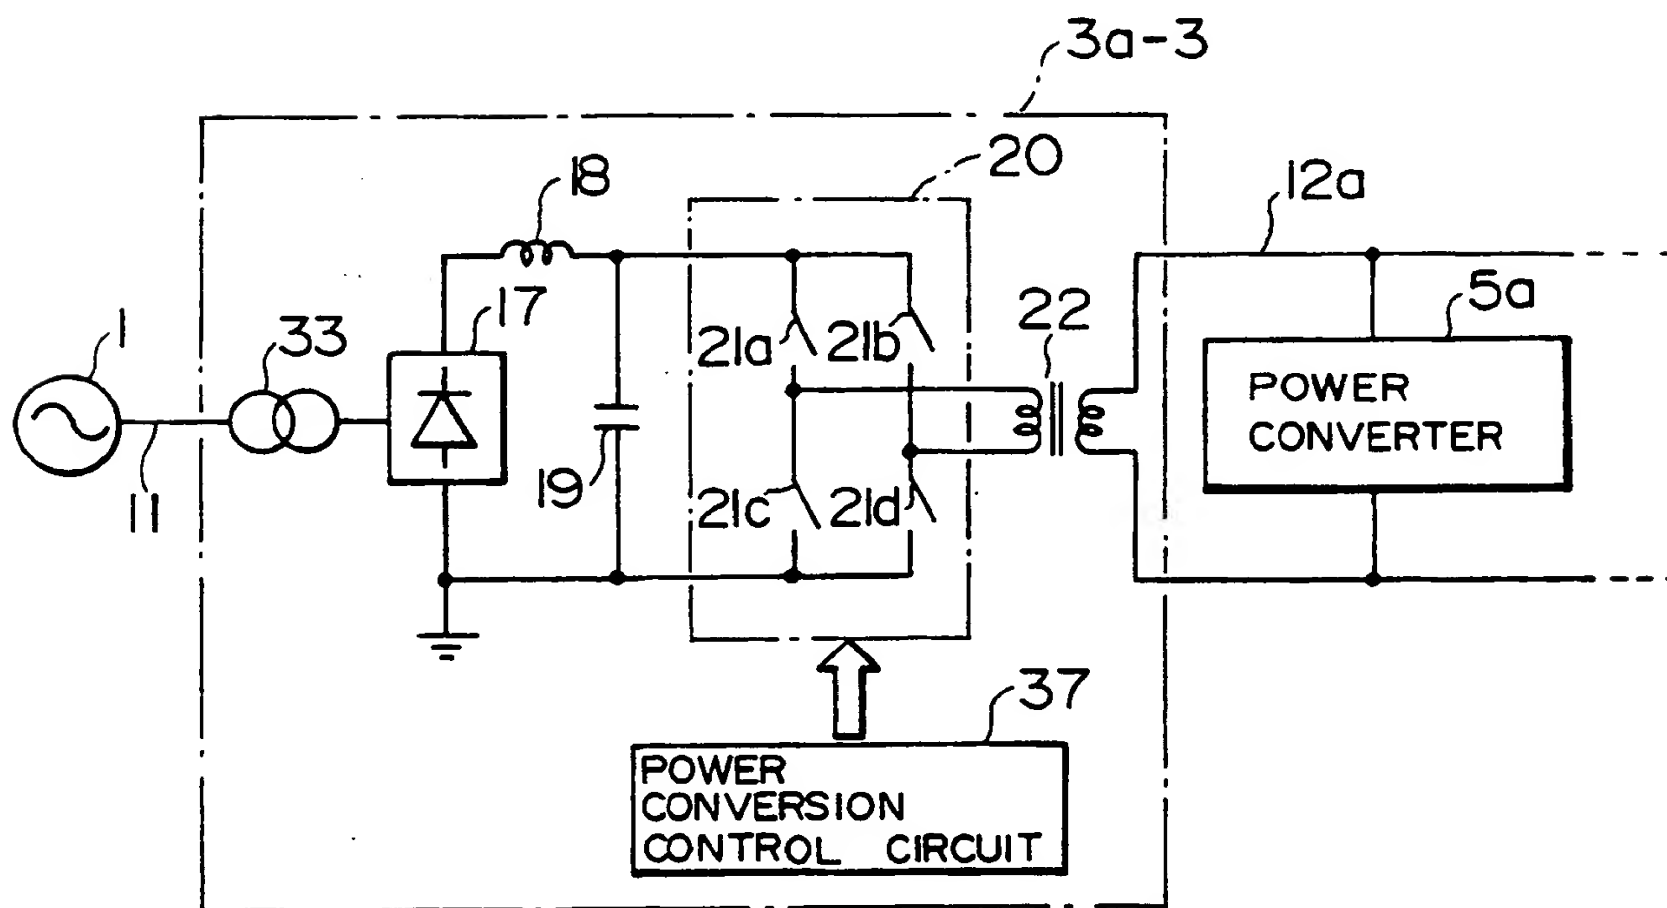 3a-3
20
18
12a
17
5a
1
33
22
21a
21b
POWER
CONVERTER
19
21c
21d
11
37
POWER
CONVERSION
CONTROL CIRCUIT